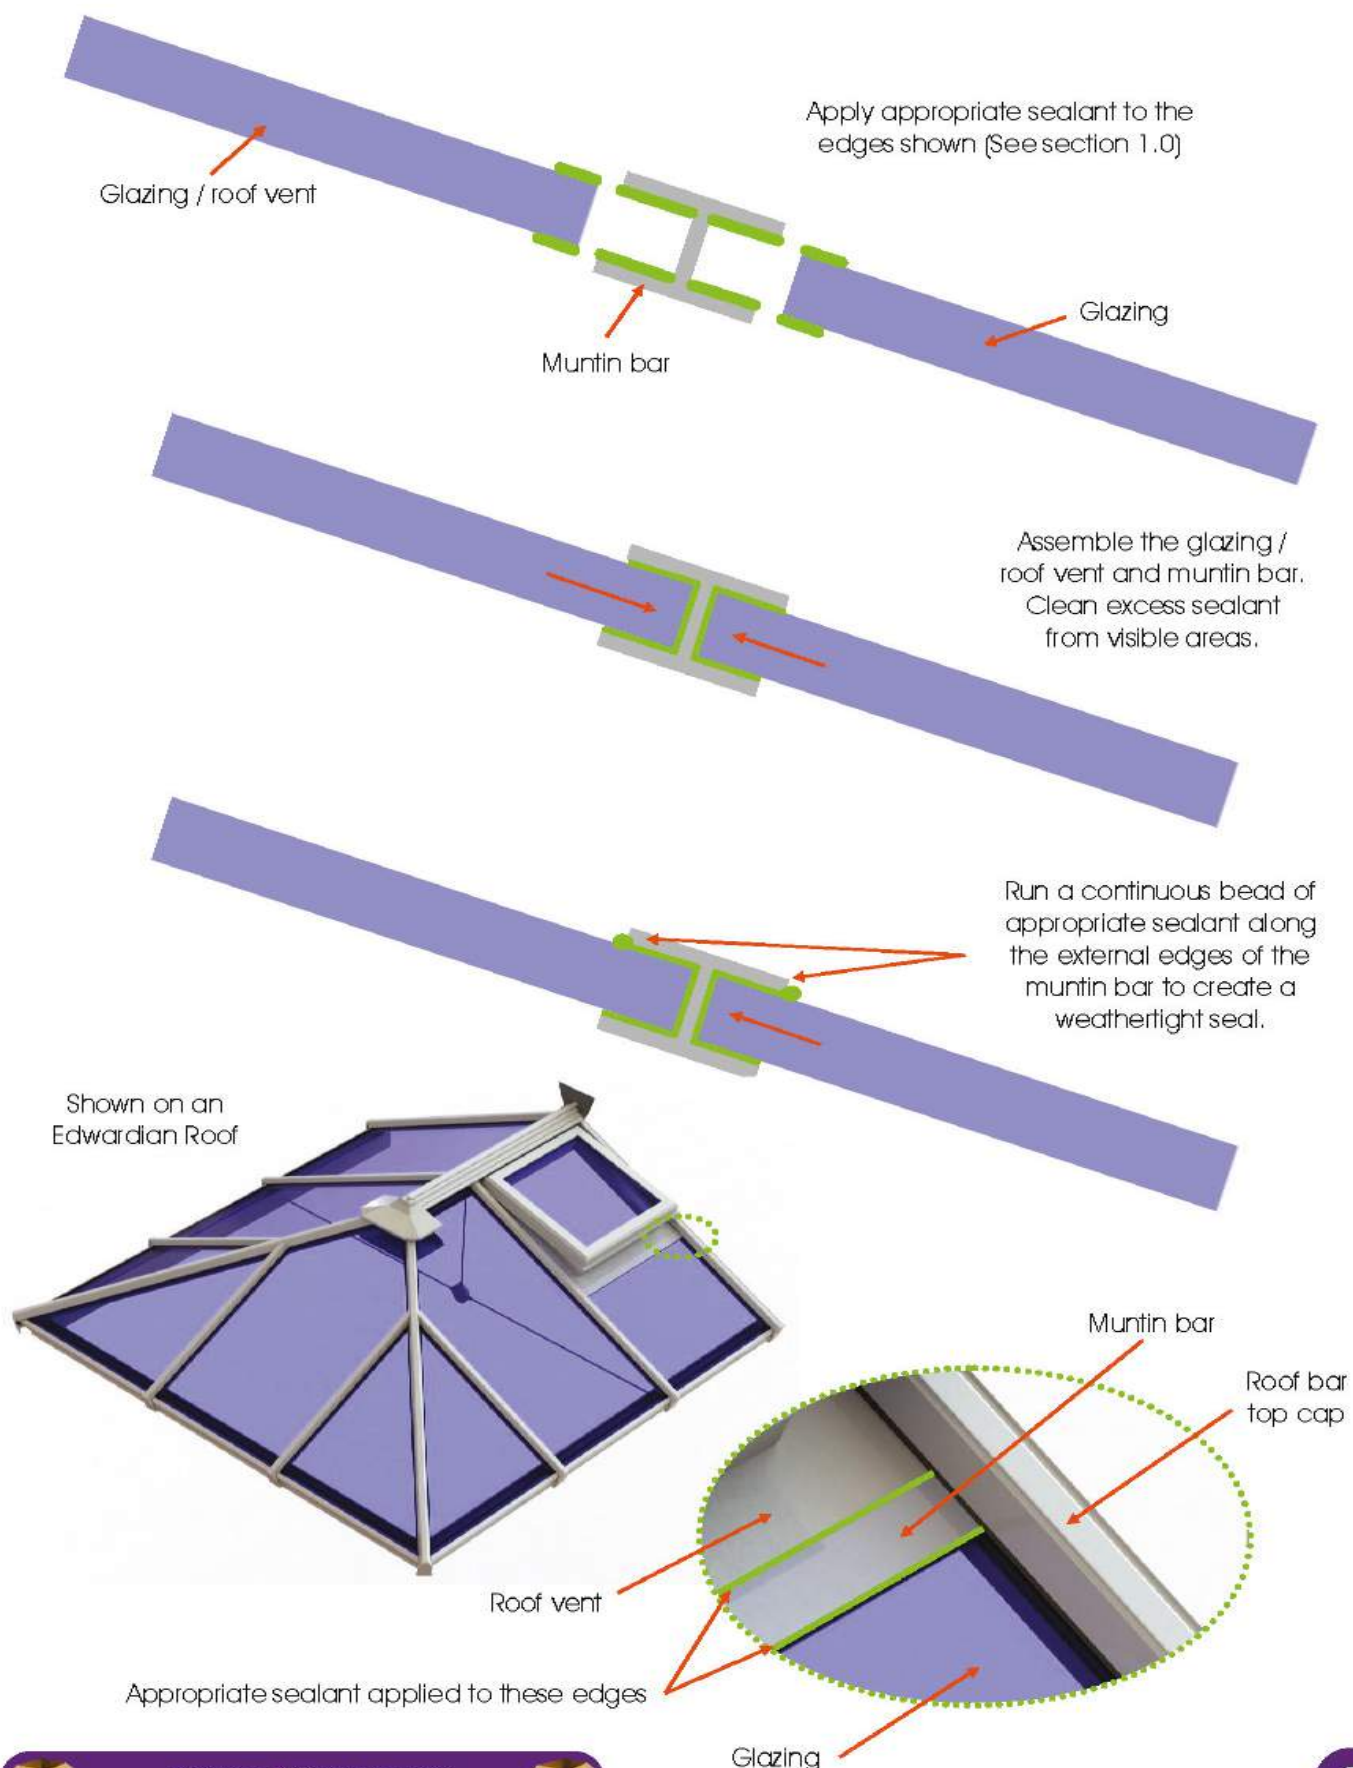 Apply appropriate sealant to the
edges shown (See section 1.0)
Glazing / roof vent
Glazing
Muntin bar
Assemble the glazing /
roof vent and muntin bar.
Clean excess sealant
from visible areas.
Run a continuous bead of
appropriate sealant along
the external edges of the
muntin bar to create a
weathertight seal.
Shown on an
Edwardian Roof
Muntin bar
Roof bar
top cap
Roof vent
Appropriate sealant applied to these edges
Glazing